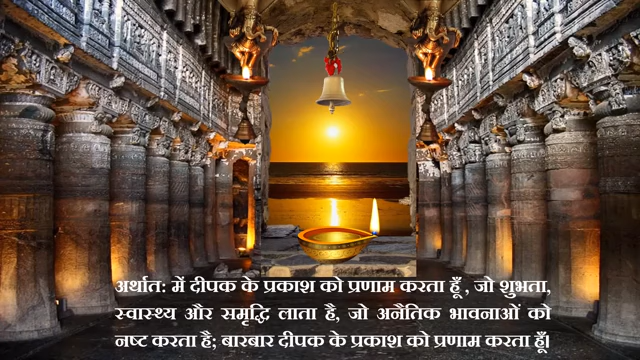 अर्थात: में दीपक के प्रकाश को प्रणाम करता हूँ , जो शुभता,
स्वास्थ्य और समृद्धि लाता है, जो अनैतिक भावनाओं को
नष्ट करता है; बारबार दीपक के प्रकाश को प्रणाम करता हूँ।